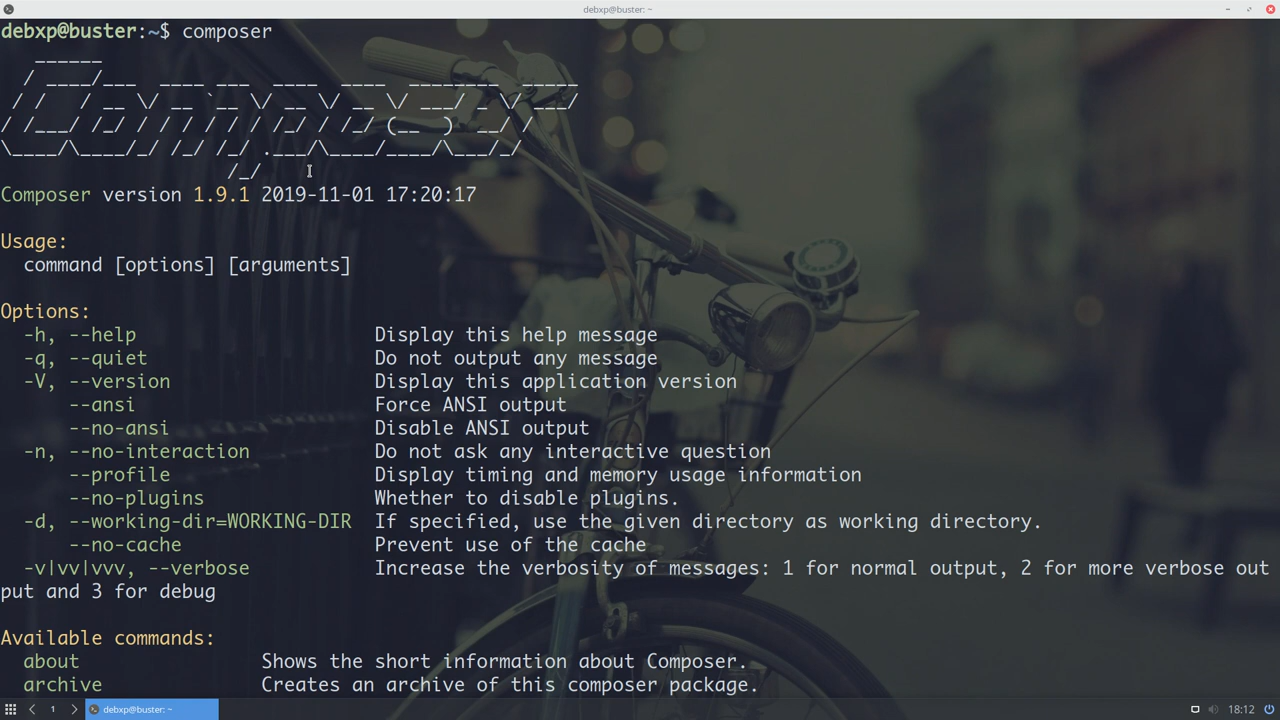 debxp@buster: ~
debxp@buster:~$ composer
Composer
Composer version 1.9.1 2019-11-01 17:20:17
Usage:
command [options] [arguments]
Options:
-h, --help Display this help message
-q, --quiet Do not output any message
-V, --version Display this application version
--ansi Force ANSI output
--no-ansi Disable ANSI output
-n, --no-interaction Do not ask any interactive question
--profile Display timing and memory usage information
--no-plugins Whether to disable plugins.
-d, --working-dir=WORKING-DIR If specified, use the given directory as working directory.
--no-cache Prevent use of the cache
-v|vv|vvv, --verbose Increase the verbosity of messages: 1 for normal output, 2 for more verbose out
put and 3 for debug
Available commands:
about Shows the short information about Composer.
archive Creates an archive of this composer package.
1 debxp@buster: ~ 18:12